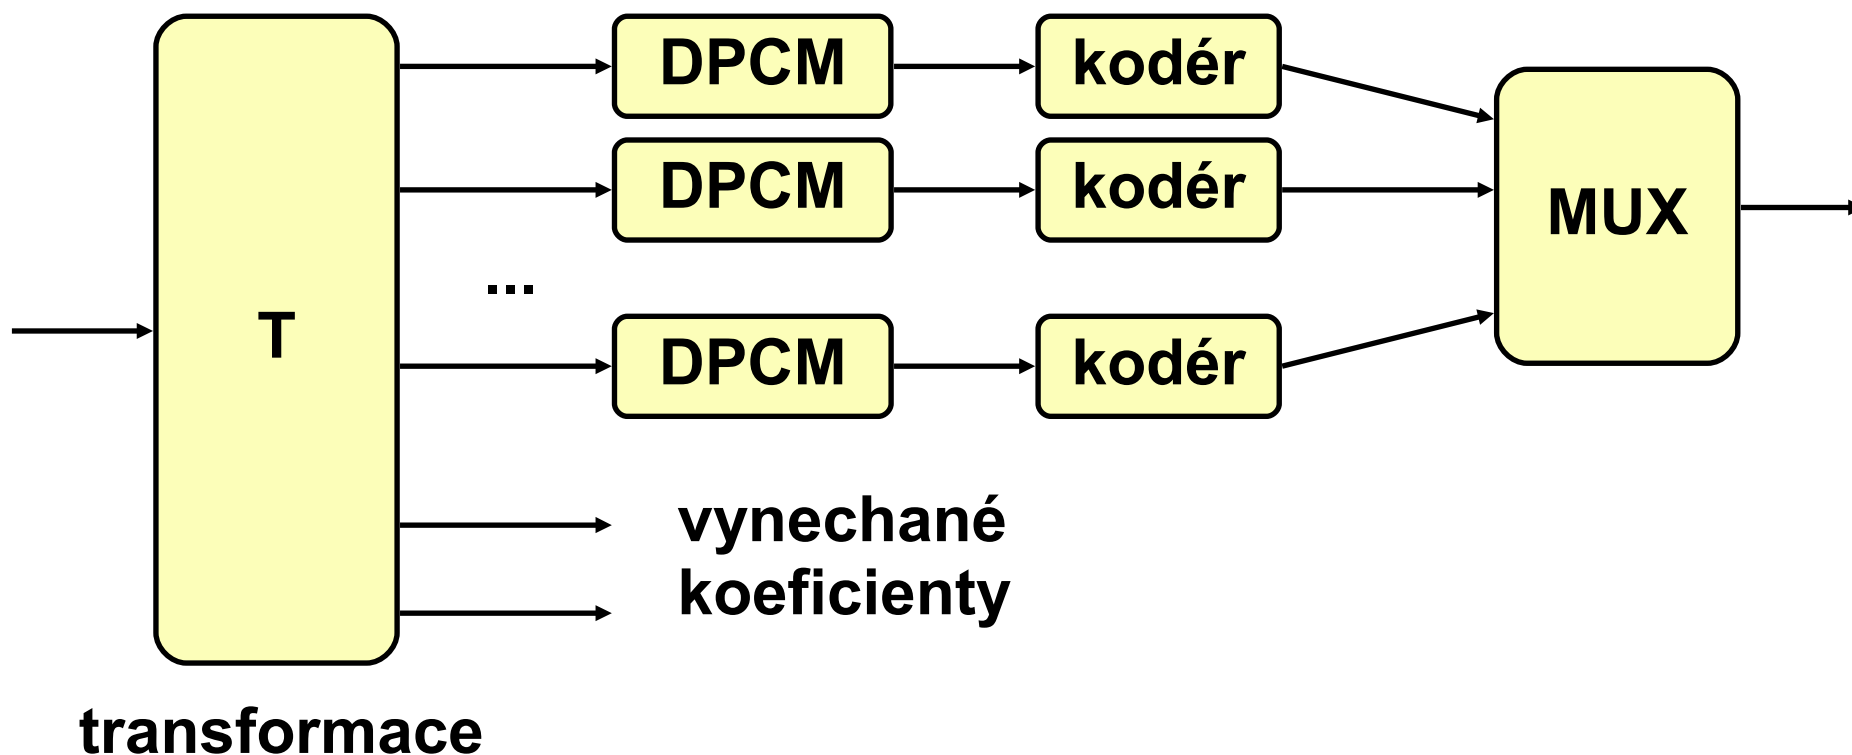 DPCM
kodér
DPCM
kodér
MUX
...
T
DPCM
kodér
vynechané
koeficienty
transformace